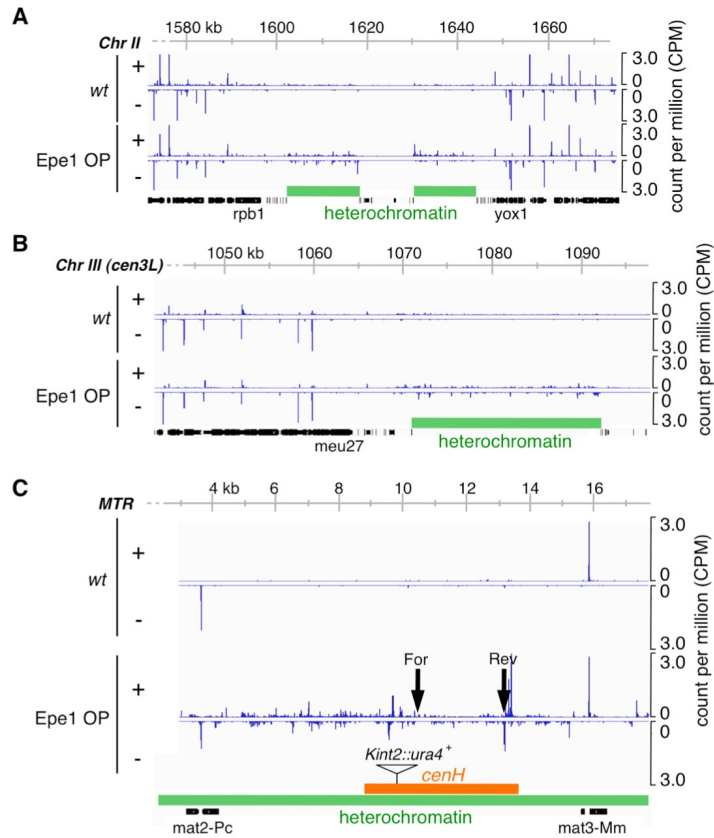 A
1580 kb 1600 1620 1640 1660
Chr II
wt
+
-
3.0
0
0
3.0
Epe1 OP
+
-
3.0
0
0
3.0
count per million (CPM)
rpb1 heterochromatin yox1
B
1050 kb 1060 1070 1080 1090
Chr III (cen3L)
wt
+
-
3.0
0
0
3.0
Epe1 OP
+
-
3.0
0
0
3.0
count per million (CPM)
meu27 heterochromatin
C
4 kb 6 8 10 12 14 16
MTR
wt
+
-
3.0
0
0
3.0
Epe1 OP
+
-
3.0
0
0
3.0
count per million (CPM)
For Rev
Kint2::ura4+
cenH
heterochromatin
mat2-Pc mat3-Mm